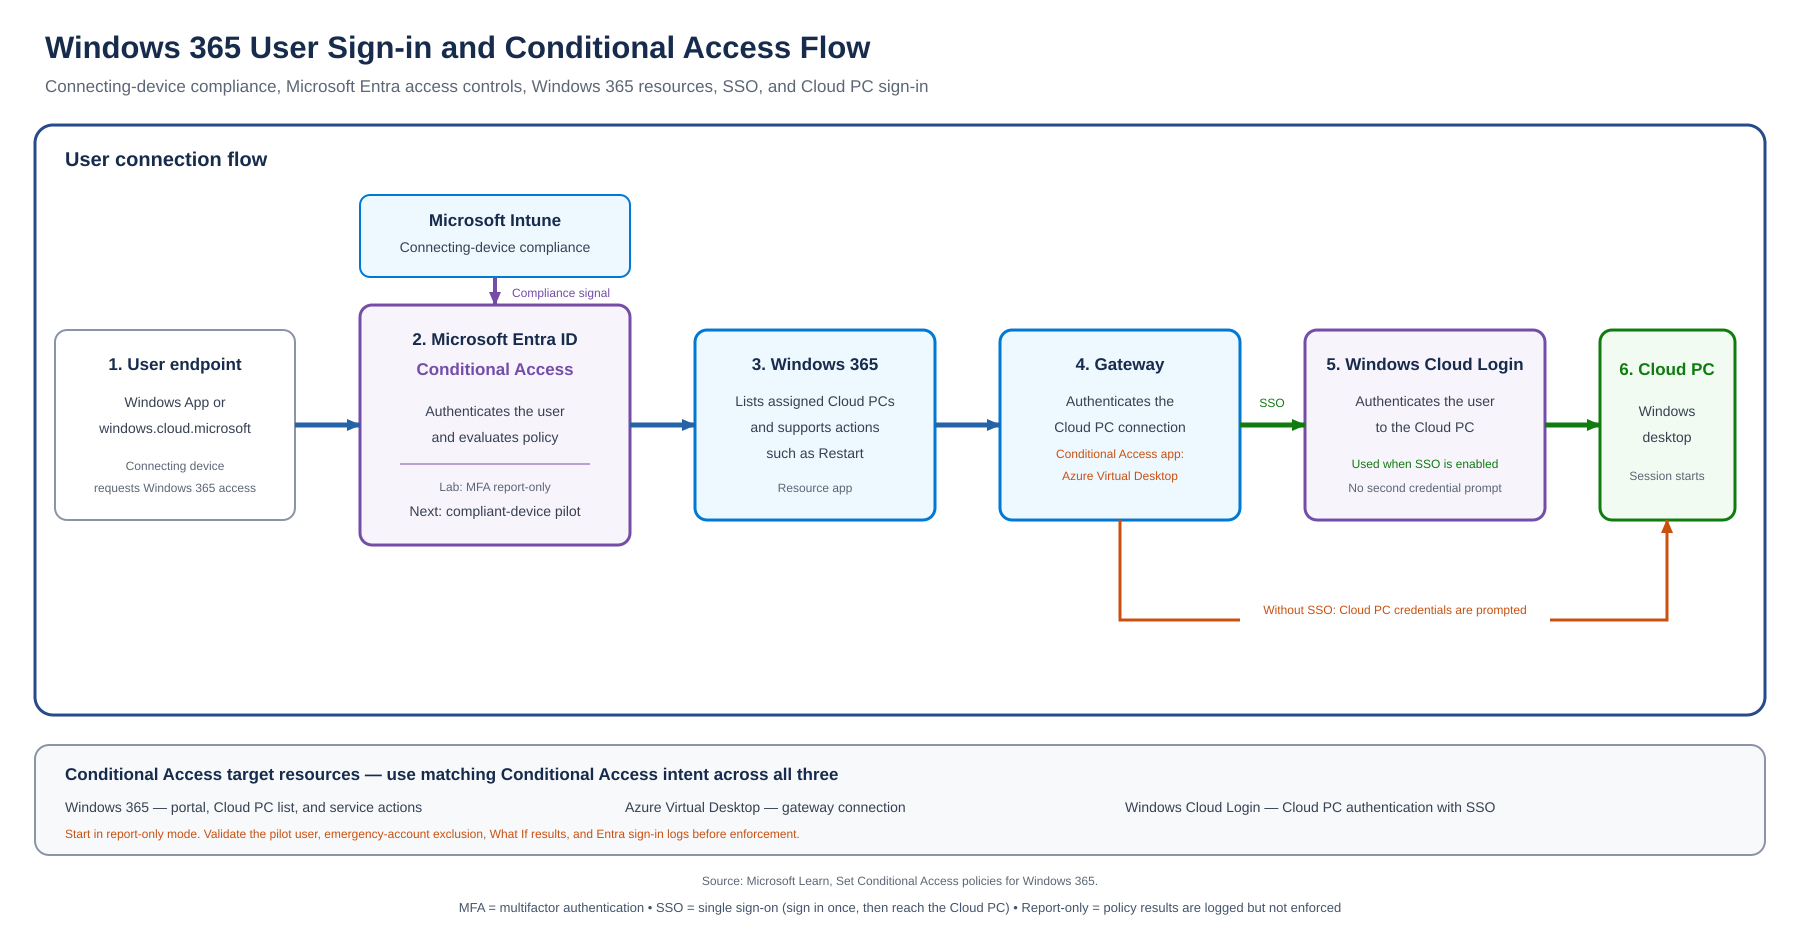 Windows 365 User Sign-in and Conditional Access Flow
Connecting-device compliance, Microsoft Entra access controls, Windows 365 resources, SSO, and Cloud PC sign-in
User connection flow
Microsoft Intune
Connecting-device compliance
Compliance signal
1. User endpoint
Windows App or
windows.cloud.microsoft
Connecting device
requests Windows 365 access
2. Microsoft Entra ID
Conditional Access
Authenticates the user
and evaluates policy
Lab: MFA report-only
Next: compliant-device pilot
3. Windows 365
Lists assigned Cloud PCs
and supports actions
such as Restart
Resource app
4. Gateway
Authenticates the
Cloud PC connection
Conditional Access app:
Azure Virtual Desktop
SSO
5. Windows Cloud Login
Authenticates the user
to the Cloud PC
Used when SSO is enabled
No second credential prompt
6. Cloud PC
Windows
desktop
Session starts
Without SSO: Cloud PC credentials are prompted
Conditional Access target resources — use matching Conditional Access intent across all three
Windows 365 — portal, Cloud PC list, and service actions
Azure Virtual Desktop — gateway connection
Windows Cloud Login — Cloud PC authentication with SSO
Start in report-only mode. Validate the pilot user, emergency-account exclusion, What If results, and Entra sign-in logs before enforcement.
Source: Microsoft Learn, Set Conditional Access policies for Windows 365.
MFA = multifactor authentication • SSO = single sign-on (sign in once, then reach the Cloud PC) • Report-only = policy results are logged but not enforced